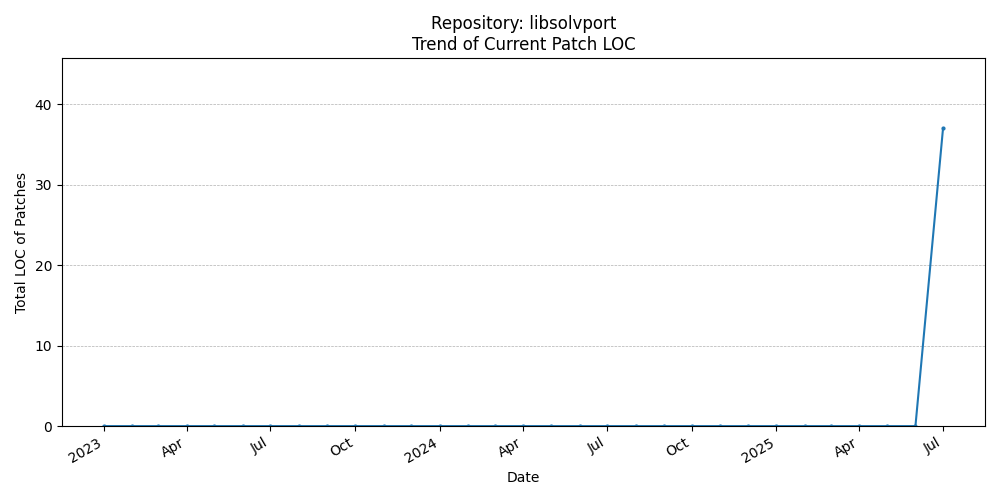 Repository: libsolvport
Trend of Current Patch LOC
Total LOC of Patches
40
30
20
10
0
2023
Apr
Jul
Oct
2024
Apr
Jul
Oct
2025
Apr
Jul
Date